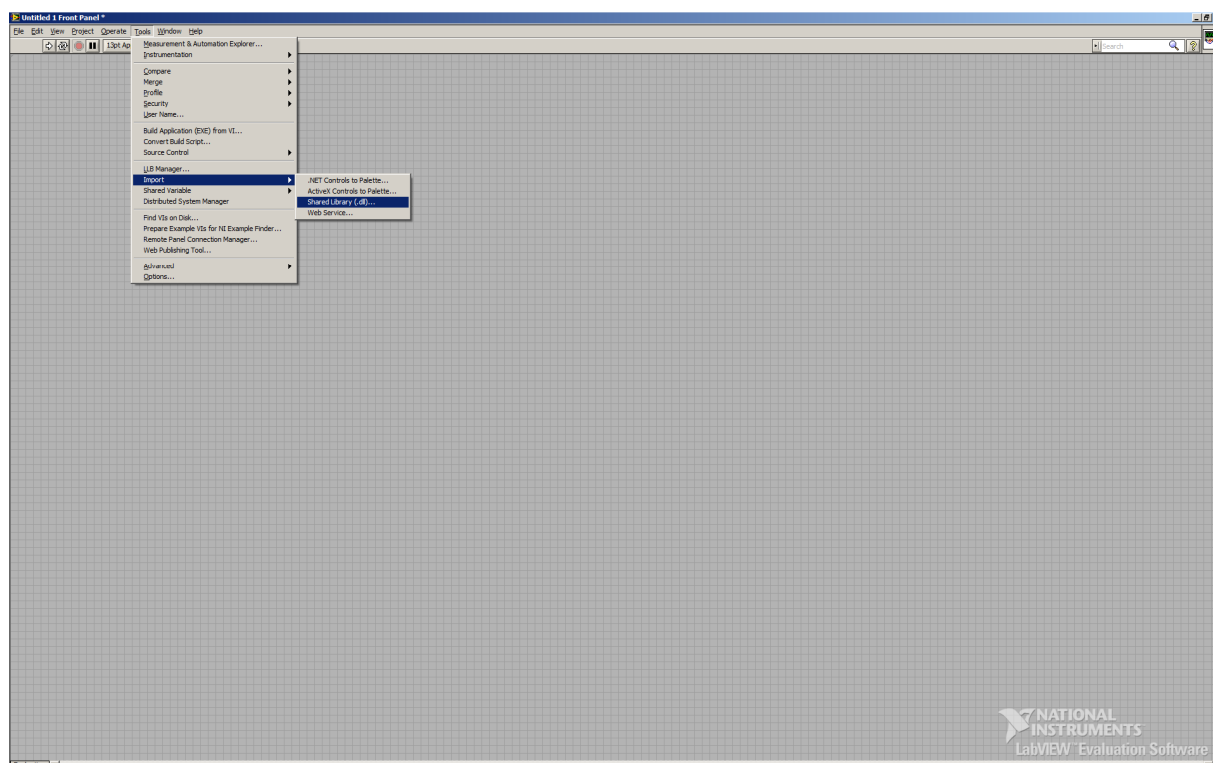 Untitled 1 Front Panel *
File Edit View Project Operate Tools Window Help
13pt Ap
Search
Measurement & Automation Explorer...
Instrumentation
Compare
Merge
Profile
Security
User Name...
Build Application (EXE) from VI...
Convert Build Script...
Source Control
LLB Manager...
Import
Shared Variable
Distributed System Manager
Find VIs on Disk...
Prepare Example VIs for NI Example Finder...
Remote Panel Connection Manager...
Web Publishing Tool...
Advanced
Options...
.NET Controls to Palette...
ActiveX Controls to Palette...
Shared Library (.dll)...
Web Service...
NATIONAL
INSTRUMENTS
LabVIEW™ Evaluation Software